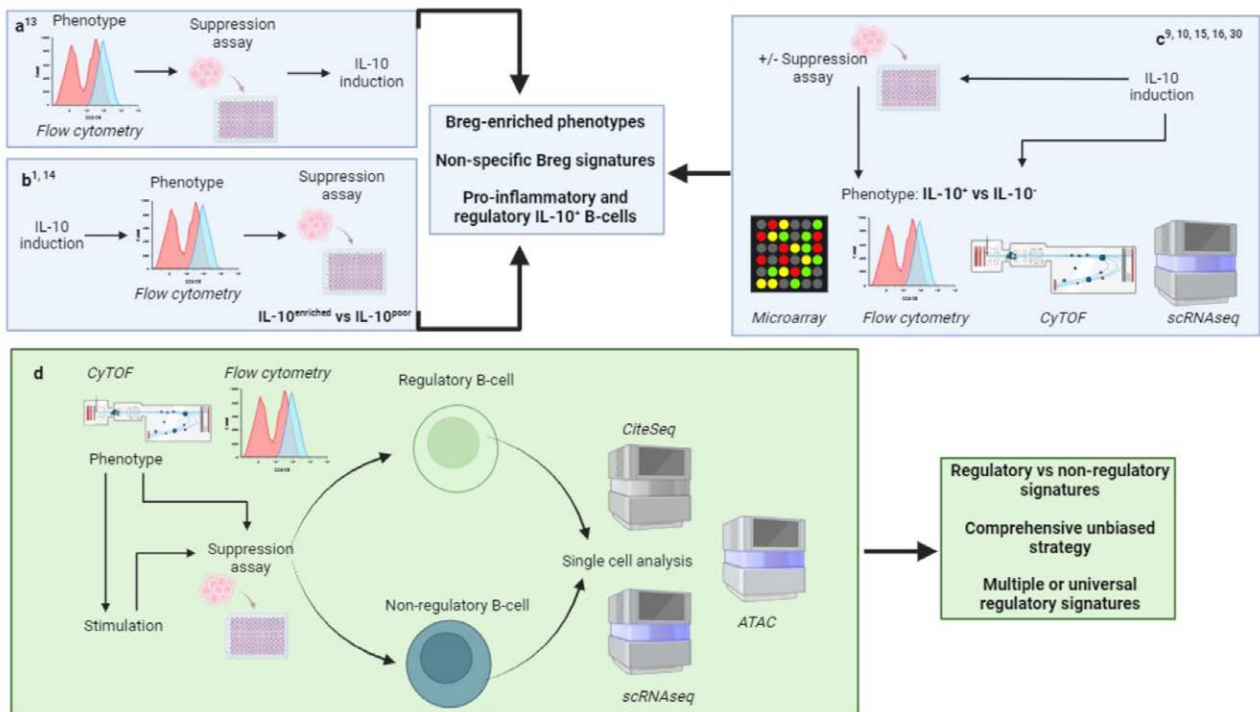 a13
Phenotype
Flow cytometry
Suppression
assay
IL-10
induction
b1, 14
IL-10
induction
Phenotype
Flow cytometry
Suppression
assay
IL-10enriched vs IL-10poor
Breg-enriched phenotypes
Non-specific Breg signatures
Pro-inflammatory and
regulatory IL-10+ B-cells
c9, 10, 15, 16, 30
+/- Suppression
assay
IL-10
induction
Phenotype: IL-10+ vs IL-10-
Microarray
Flow cytometry
CyTOF
scRNAseq
d
CyTOF
Flow cytometry
Phenotype
Stimulation
Suppression
assay
Regulatory B-cell
Non-regulatory B-cell
CiteSeq
Single cell analysis
ATAC
scRNAseq
Regulatory vs non-regulatory
signatures
Comprehensive unbiased
strategy
Multiple or universal
regulatory signatures